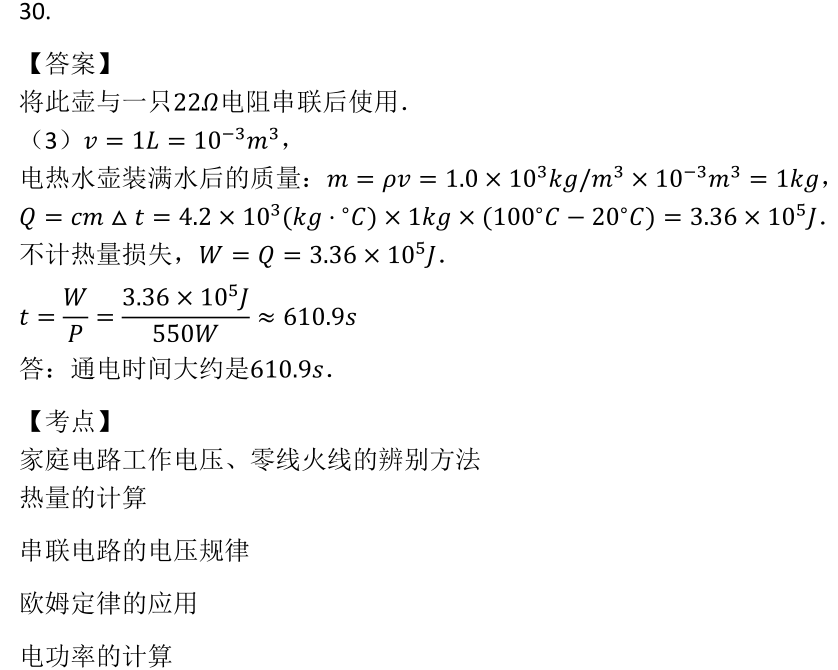 30.
【答案】
将此壶与一只22Ω电阻串联后使用．
（3）v = 1L = 10⁻³m³，
电热水壶装满水后的质量：m = ρv = 1.0 × 10³kg/m³ × 10⁻³m³ = 1kg，
Q = cm △ t = 4.2 × 10³(kg · °C) × 1kg × (100°C − 20°C) = 3.36 × 10⁵J．
不计热量损失，W = Q = 3.36 × 10⁵J．
t = W/P = 3.36 × 10⁵J/550W ≈ 610.9s
答：通电时间大约是610.9s．
【考点】
家庭电路工作电压、零线火线的辨别方法
热量的计算
串联电路的电压规律
欧姆定律的应用
电功率的计算